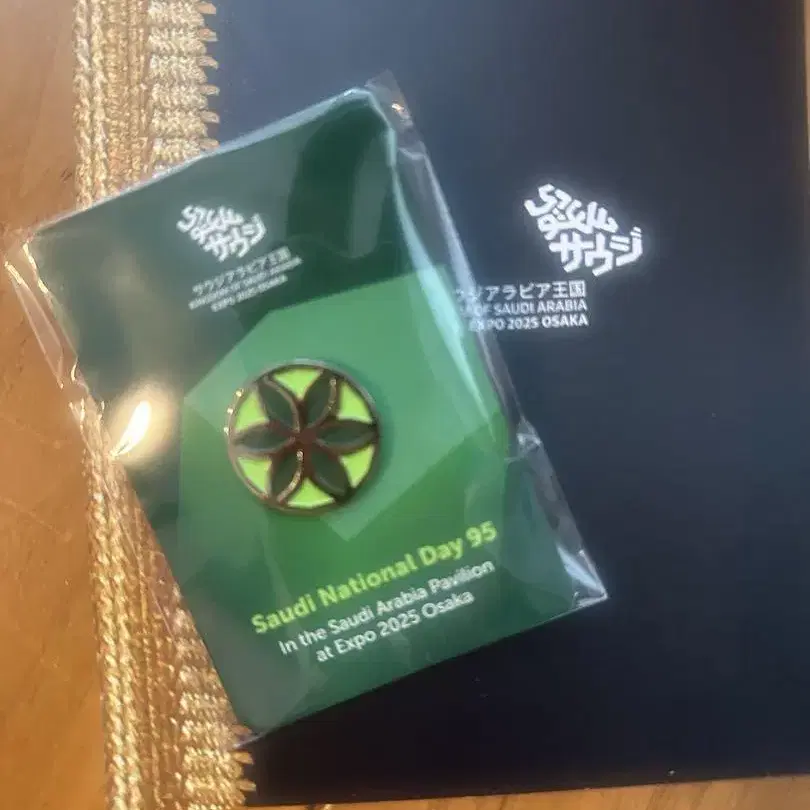 サウジ
サウジアラビア王国
KINGDOM OF SAUDI ARABIA
EXPO 2025 OSAKA
Saudi National Day 95
In the Saudi Arabia Pavilion
at Expo 2025 Osaka
サウジ
ウジアラビア王国
OF SAUDI ARABIA
EXPO 2025 OSAKA